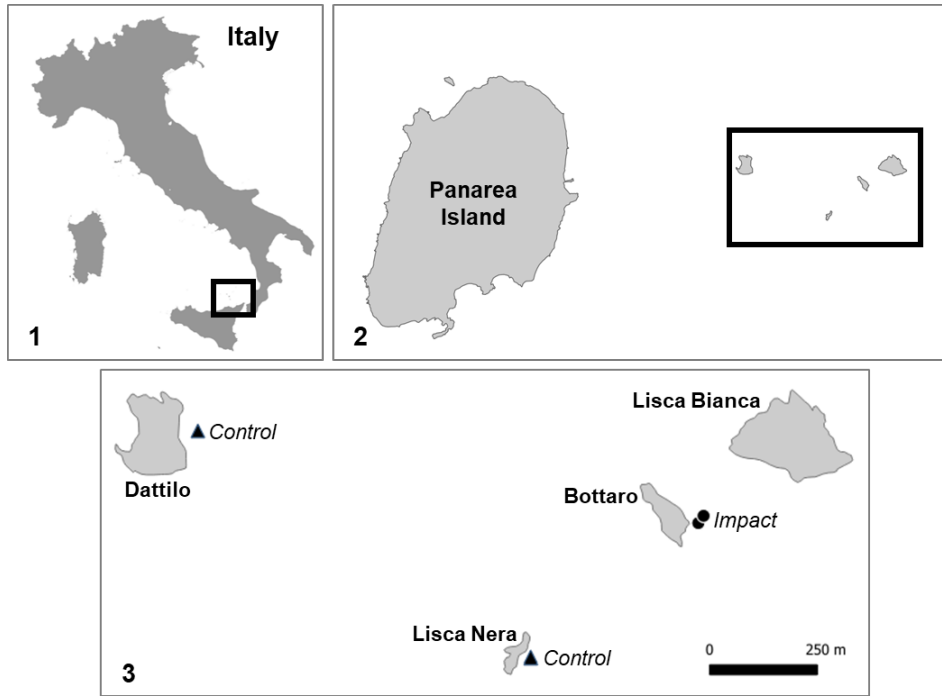 Italy
1
Panarea
Island
2
Lisca Bianca
Control
Dattilo
Bottaro
Impact
Lisca Nera
Control
0 250 m
3